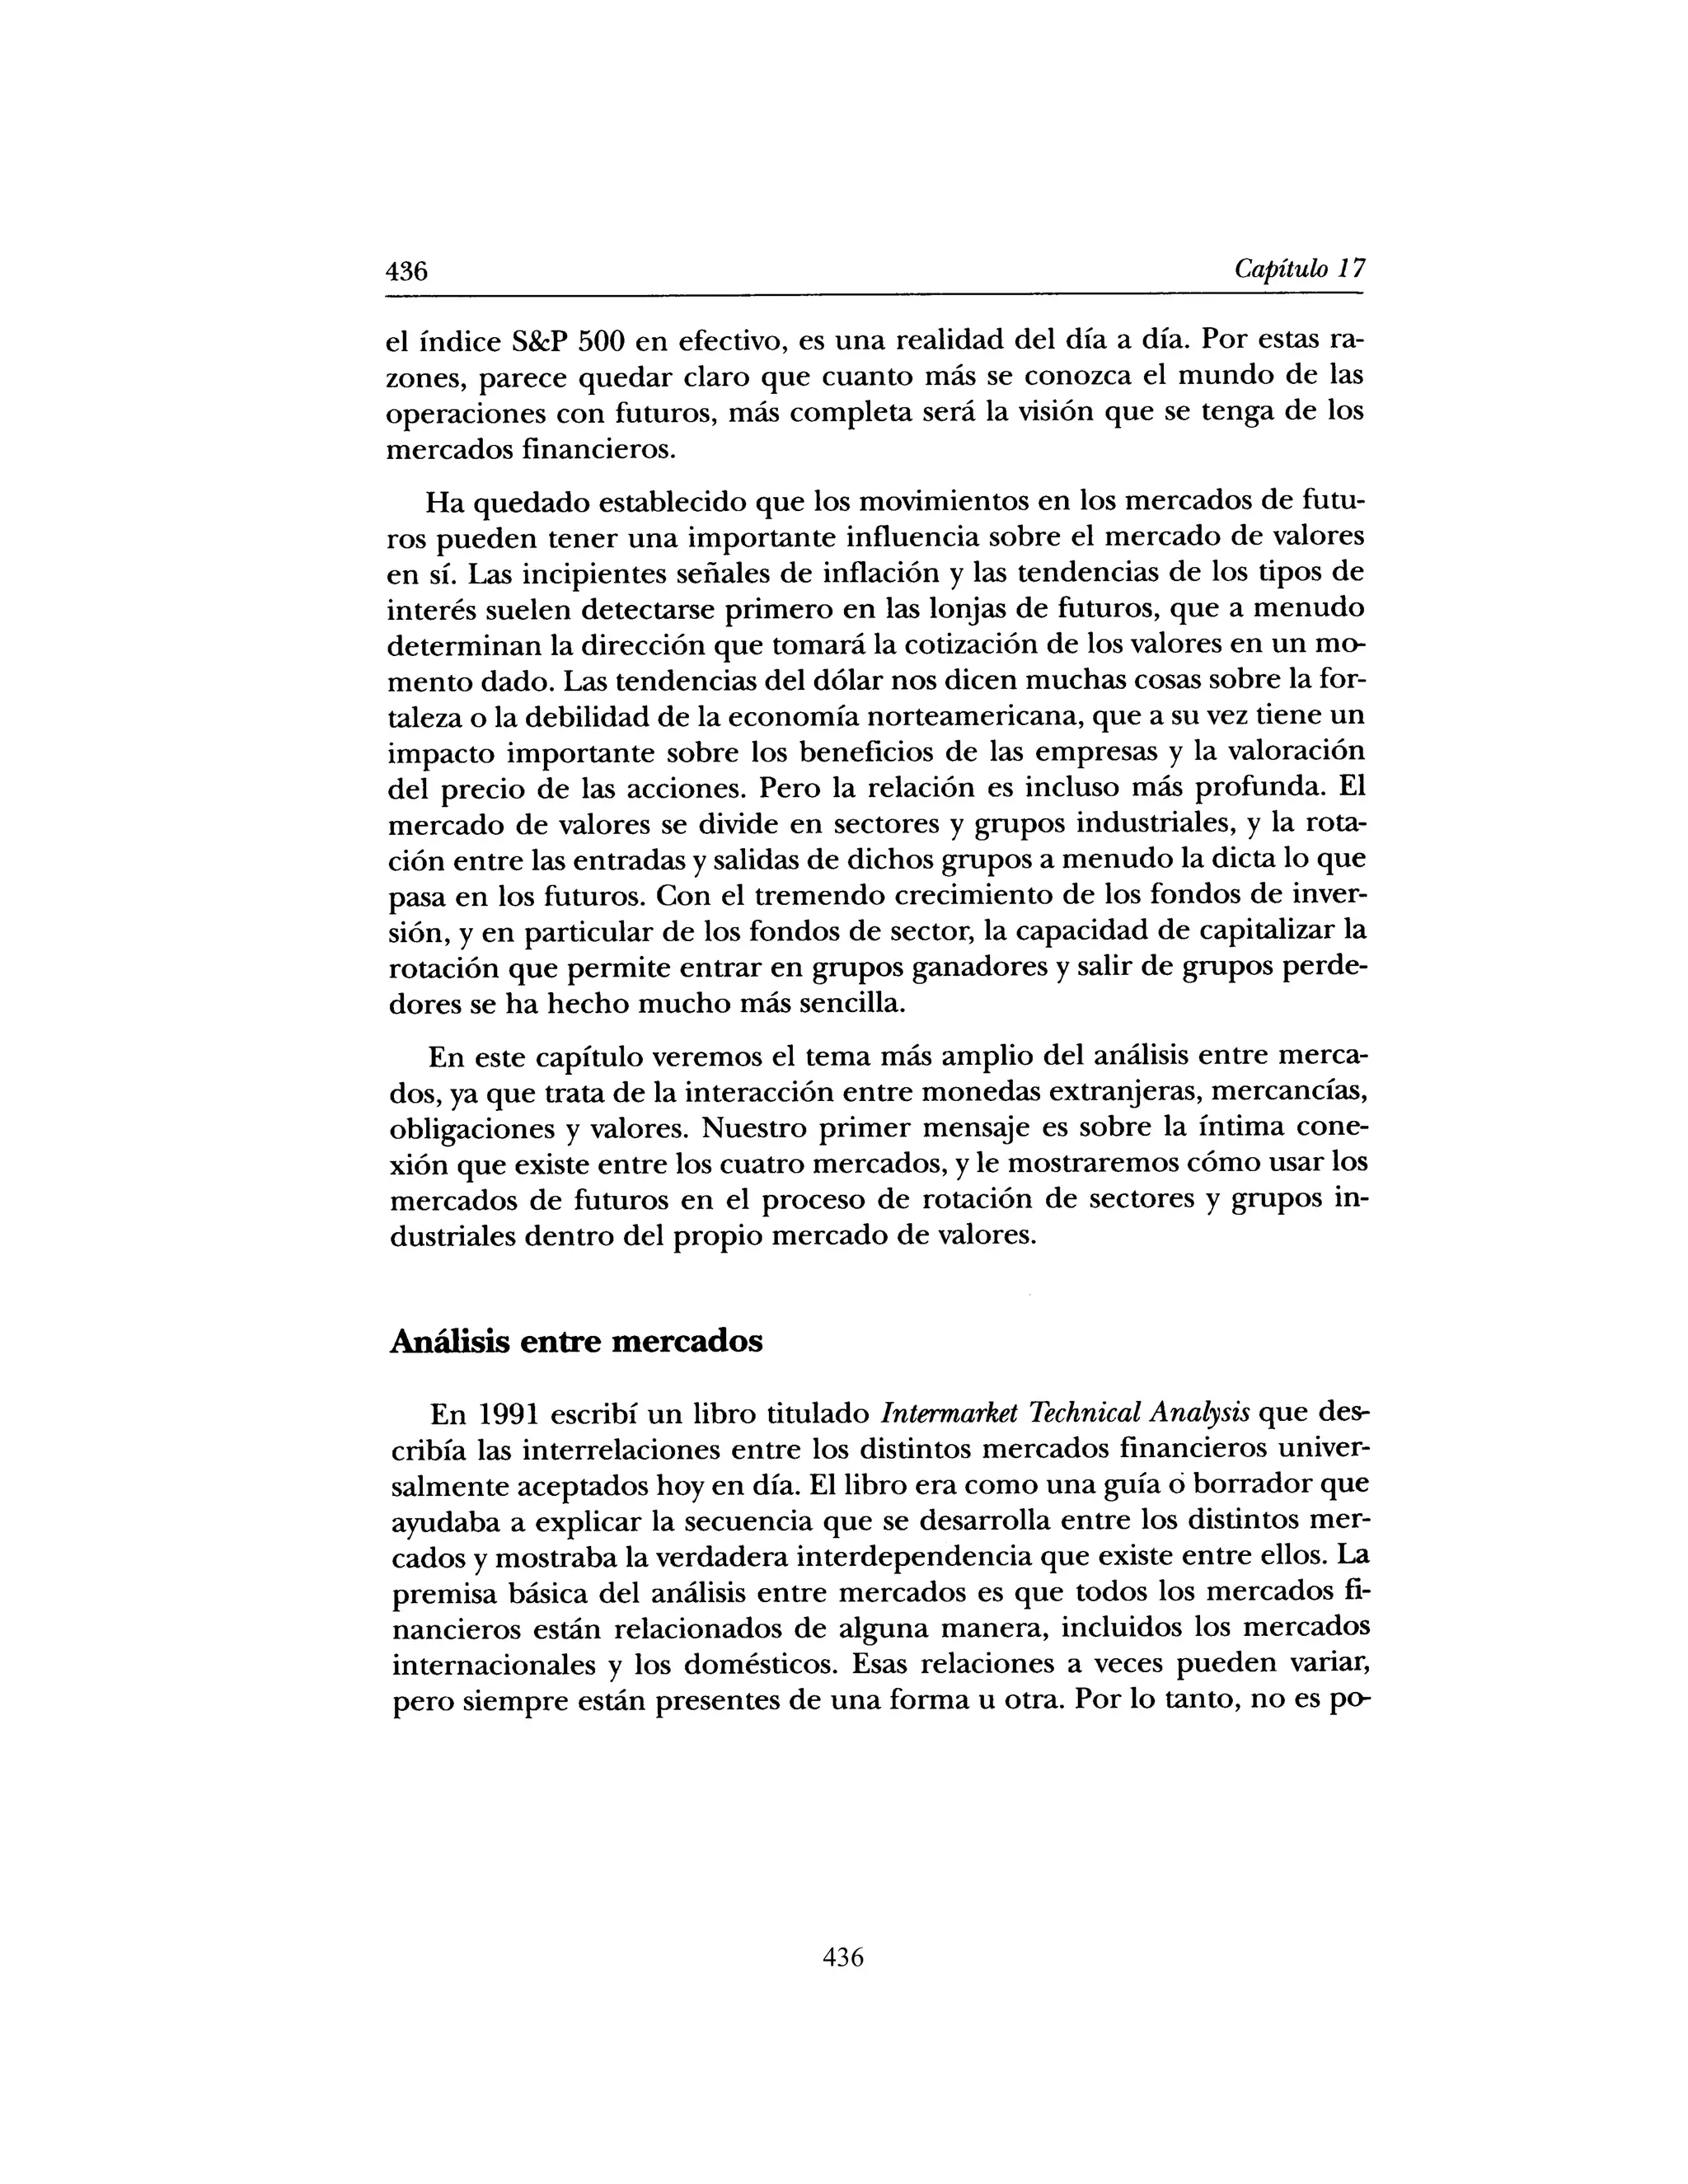 436 Capítulo 17
el índice S&P 500 en efectivo, es una realidad del día a día. Por estas ra-
zones, parece quedar claro que cuanto más se conozca el mundo de las
operaciones con futuros, más completa será la visión que se tenga de los
mercados financieros.
Ha quedado establecido que los movimientos en los mercados de futu-
ros pueden tener una importante influencia sobre el mercado de valores
en sí. Las incipientes señales de inflación y las tendencias de los tipos de
interés suelen detectarse primero en las lonjas de futuros, que a menudo
determinan la dirección que tomará la cotización de los valores en un mo-
mento dado. Las tendencias del dólar nos dicen muchas cosas sobre la for-
taleza o la debilidad de la economía norteamericana, que a su vez tiene un
impacto importante sobre los beneficios de las empresas y la valoración
del precio de las acciones. Pero la relación es incluso más profunda. El
mercado de valores se divide en sectores y grupos industriales, y la rota-
ción entre las entradas y salidas de dichos grupos a menudo la dicta lo que
pasa en los futuros. Con el tremendo crecimiento de los fondos de inver-
sión, y en particular de los fondos de sector, la capacidad de capitalizar la
rotación que permite entrar en grupos ganadores y salir de grupos perde-
dores se ha hecho mucho más sencilla.
En este capítulo veremos el tema más amplio del análisis entre merca-
dos, ya que trata de la interacción entre monedas extranjeras, mercancías,
obligaciones y valores. Nuestro primer mensaje es sobre la íntima cone-
xión que existe entre los cuatro mercados, y le mostraremos cómo usar los
mercados de futuros en el proceso de rotación de sectores y grupos in-
dustriales dentro del propio mercado de valores.
Análisis entre mercados
En 1991 escribí un libro titulado Intermarket Technical Analysis que des-
cribía las interrelaciones entre los distintos mercados financieros univer-
salmente aceptados hoy en día. El libro era como una guía o borrador que
ayudaba a explicar la secuencia que se desarrolla entre los distintos mer-
cados y mostraba la verdadera interdependencia que existe entre ellos. La
premisa básica del análisis entre mercados es que todos los mercados fi-
nancieros están relacionados de alguna manera, incluidos los mercados
internacionales y los domésticos. Esas relaciones a veces pueden variar,
pero siempre están presentes de una forma u otra. Por lo tanto, no es po-
436